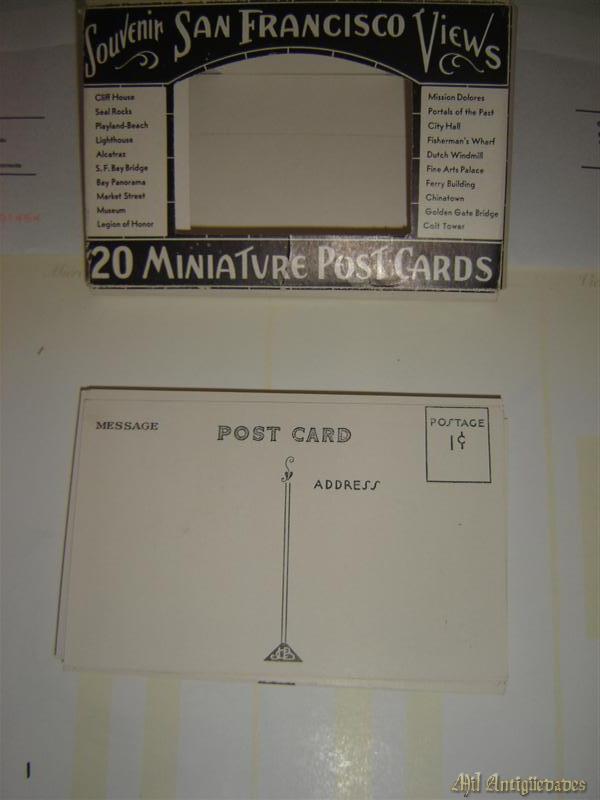 Souvenir SAN FRANCISCO Views
Cliff House
Seal Rocks
Playland-Beach
Lighthouse
Alcatraz
S. F. Bay Bridge
Bay Panorama
Market Street
Museum
Legion of Honor
Mission Dolores
Portals of the Past
City Hall
Fisherman's Wharf
Dutch Windmill
Fine Arts Palace
Ferry Building
Chinatown
Golden Gate Bridge
Coit Tower
20 MINIATURE POST CARDS
MESSAGE
POST CARD
POSTAGE
1¢
ADDRESS
1
Mil Antigüedades